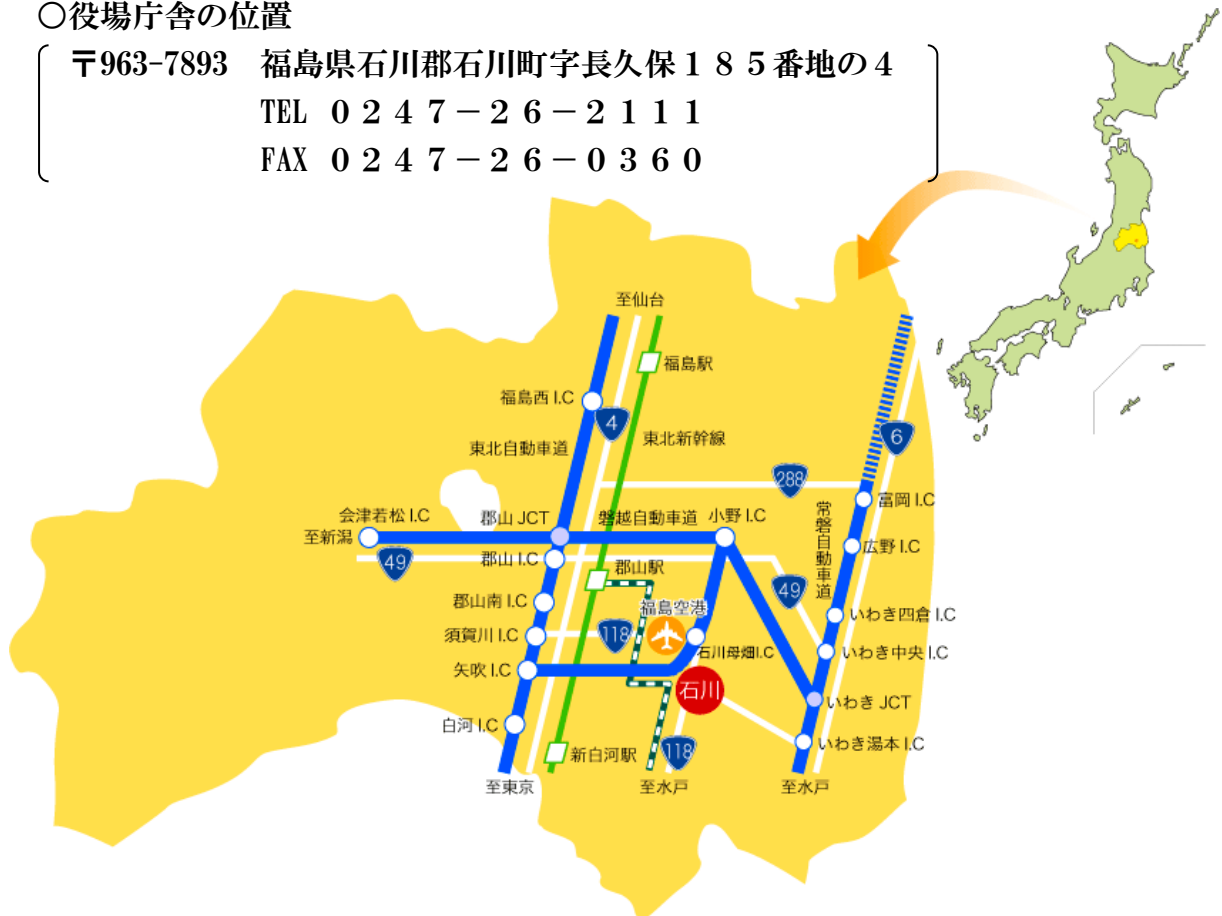 ○役場庁舎の位置
〒963-7893　福島県石川郡石川町字長久保１８５番地の４
TEL ０２４７－２６－２１１１
FAX ０２４７－２６－０３６０
至仙台
福島駅
福島西 I.C
4
東北自動車道
東北新幹線
6
288
富岡 I.C
会津若松 I.C
郡山 JCT
磐越自動車道
小野 I.C
常磐自動車道
至新潟
広野 I.C
49
郡山 I.C
郡山駅
49
郡山南 I.C
福島空港
いわき四倉 I.C
須賀川 I.C
118
石川母畑I.C
いわき中央 I.C
矢吹 I.C
石川
いわき JCT
白河 I.C
新白河駅
118
いわき湯本 I.C
至東京
至水戸
至水戸